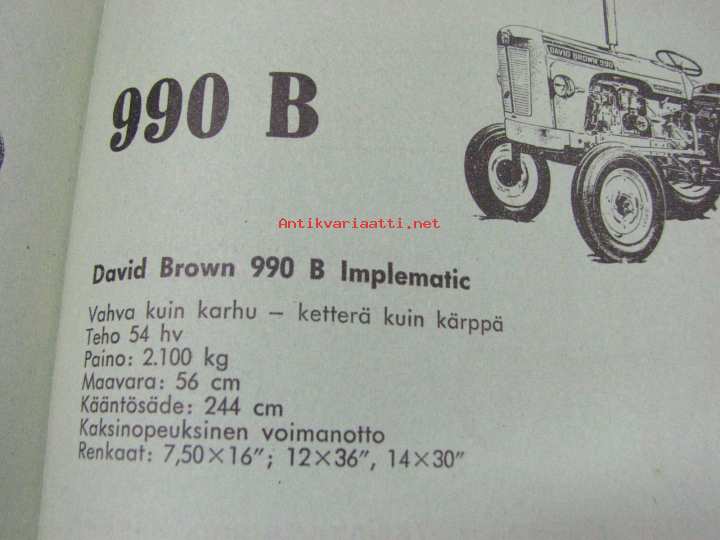 990 B
DAVID BROWN 990
Antikvariaatti.net
David Brown 990 B Implematic
Vahva kuin karhu – ketterä kuin kärppä
Teho 54 hv
Paino: 2.100 kg
Maavara: 56 cm
Kääntösäde: 244 cm
Kaksinopeuksinen voimanotto
Renkaat: 7,50×16″; 12×36″, 14×30″